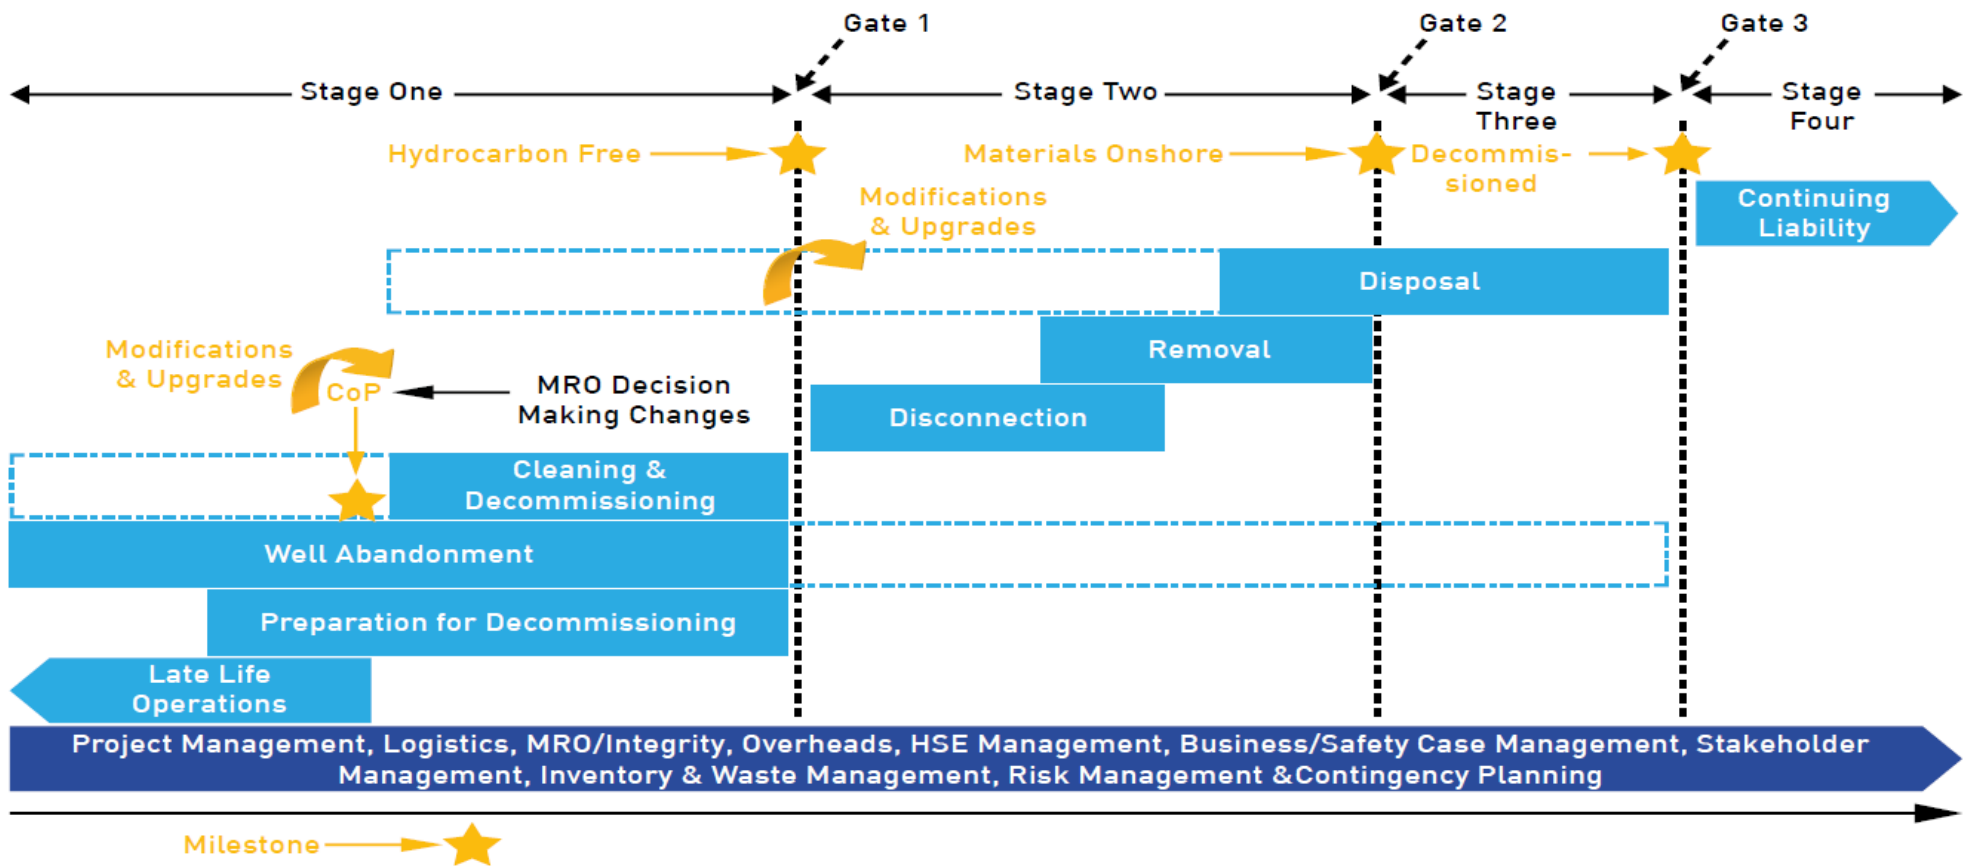 Gate 1
Gate 2
Gate 3
Stage One
Stage Two
Stage
Three
Stage
Four
Hydrocarbon Free
Materials Onshore
Decommis-
sioned
Modifications
& Upgrades
Continuing
Liability
Disposal
Removal
Modifications
& Upgrades
CoP
MRO Decision
Making Changes
Disconnection
Cleaning &
Decommissioning
Well Abandonment
Preparation for Decommissioning
Late Life
Operations
Project Management, Logistics, MRO/Integrity, Overheads, HSE Management, Business/Safety Case Management, Stakeholder
Management, Inventory & Waste Management, Risk Management &Contingency Planning
Milestone